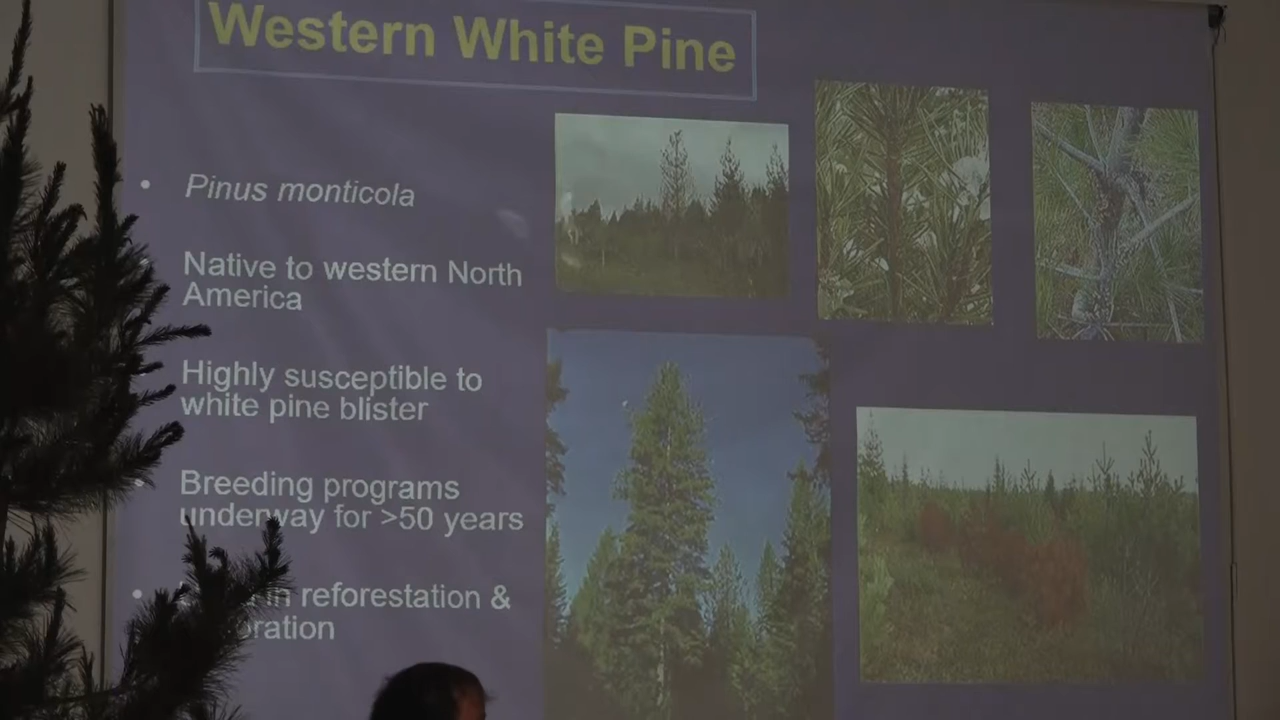 Western White Pine
• Pinus monticola
Native to western North
America
Highly susceptible to
white pine blister
Breeding programs
underway for >50 years
• in reforestation &